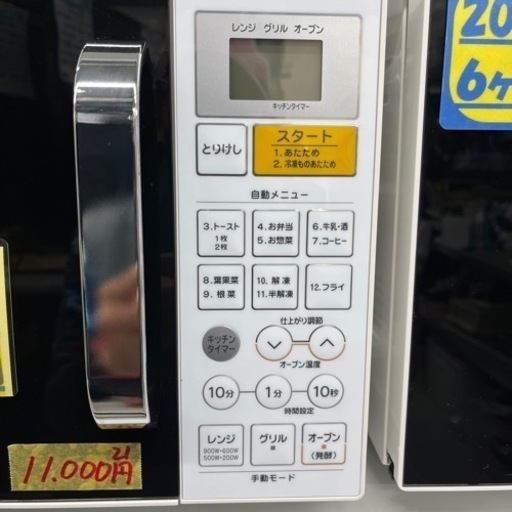 レンジ グリル オーブン
キッチンタイマー
とりけし
スタート
1. あたため
2. 冷凍ものあたため
自動メニュー
3.トースト
1枚
2枚
4.お弁当
5.お惣菜
6.牛乳・酒
7.コーヒー
8.葉果菜
9.根菜
10.解凍
11.半解凍
12.フライ
キッチン
タイマー
仕上がり調節
オーブン温度
10分
1分
10秒
時間設定
レンジ
900W・600W
500W・200W
グリル
オーブン
(発酵)
手動モード
11.000円
20
6ヶ